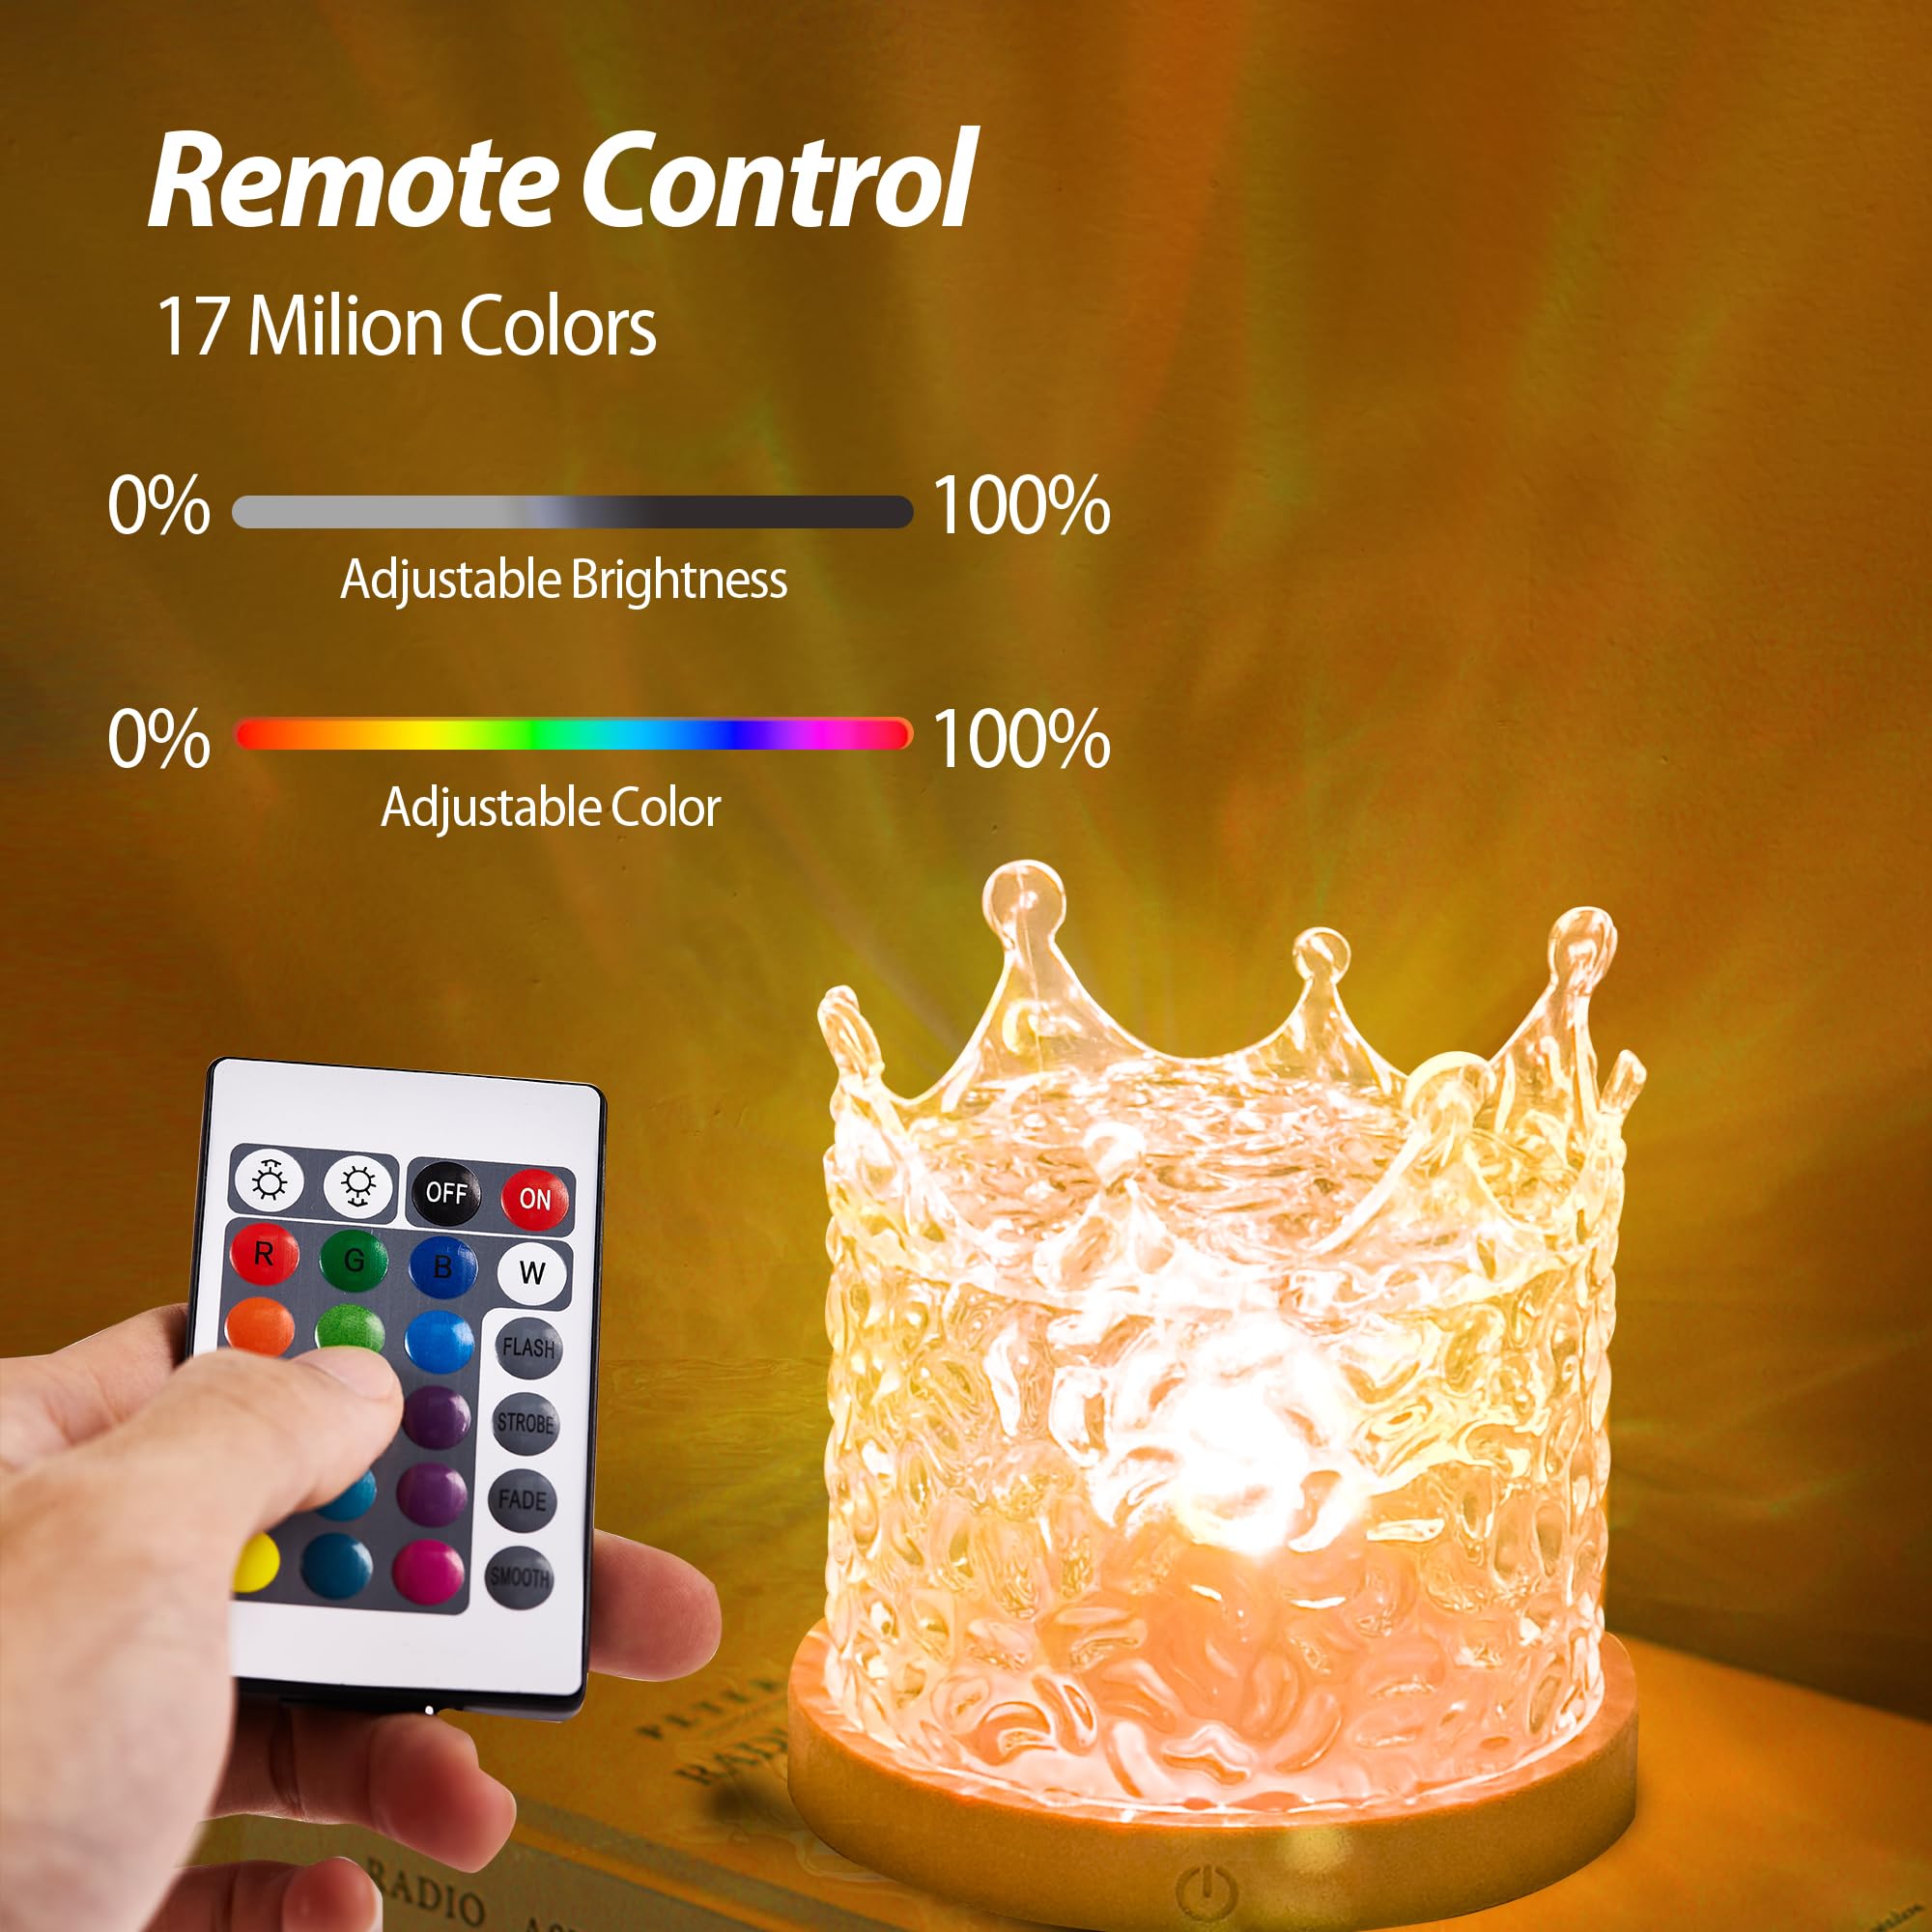 Remote Control
17 Milion Colors
0% 100%
Adjustable Brightness
0% 100%
Adjustable Color
OFF ON
R G B W
FLASH
STROBE
FADE
SMOOTH
RADIO